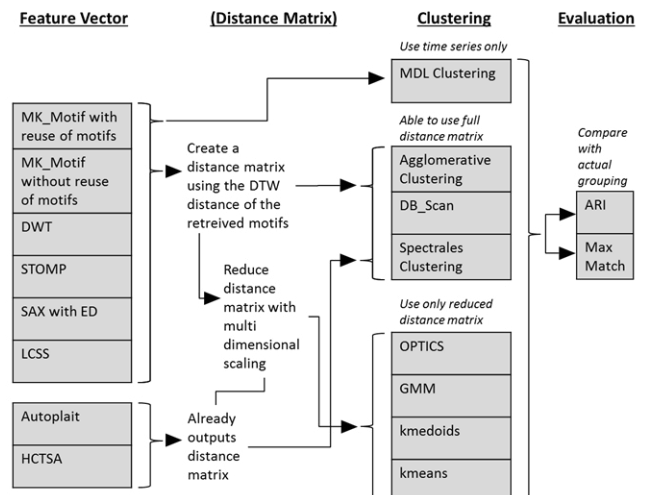 Feature Vector
(Distance Matrix)
Clustering
Evaluation
MK_Motif with
reuse of motifs
MK_Motif
without reuse
of motifs
DWT
STOMP
SAX with ED
LCSS
Autoplait
HCTSA
Create a
distance matrix
using the DTW
distance of the
retreived motifs
Reduce
distance
matrix with
multi
dimensional
scaling
Already
outputs
distance
matrix
Use time series only
MDL Clustering
Able to use full
distance matrix
Agglomerative
Clustering
DB_Scan
Spectrales
Clustering
Use only reduced
distance matrix
OPTICS
GMM
kmedoids
kmeans
Compare
with
actual
grouping
ARI
Max
Match